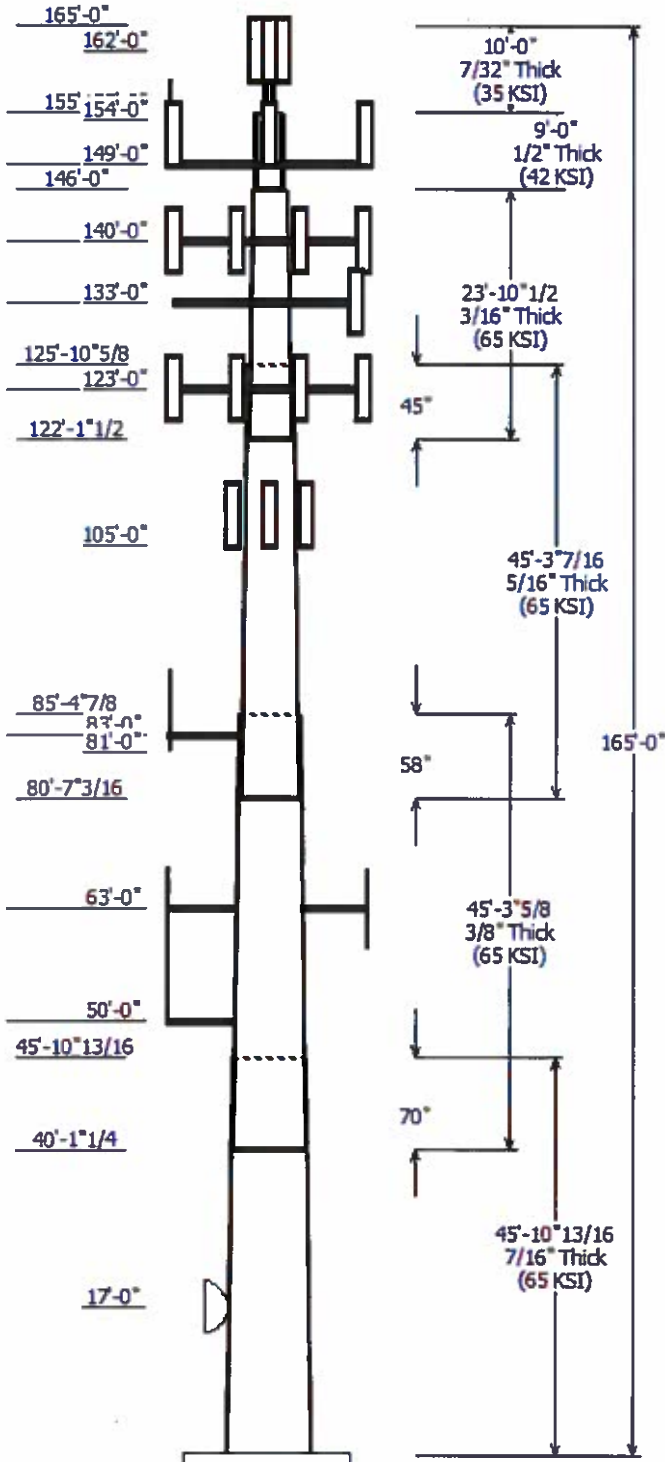 165'-0"
162'-0"
155'
154'-0"
149'-0"
146'-0"
140'-0"
133'-0"
125'-10"5/8
123'-0"
122'-1"1/2
105'-0"
85'-4"7/8
83'-0"
81'-0"
80'-7"3/16
63'-0"
50'-0"
45'-10"13/16
40'-1"1/4
17'-0"
10'-0"
7/32" Thick
(35 KSI)
9'-0"
1/2" Thick
(42 KSI)
23'-10"1/2
3/16" Thick
(65 KSI)
45"
45'-3"7/16
5/16" Thick
(65 KSI)
58"
165'-0"
45'-3"5/8
3/8" Thick
(65 KSI)
70"
45'-10"13/16
7/16" Thick
(65 KSI)